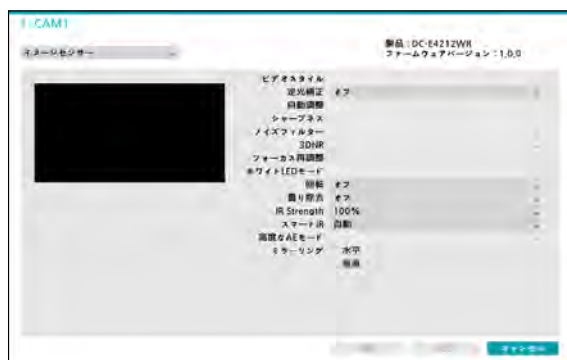 1: CAM1
イメージセンサー
製品 : DC-E4212WR
ファームウェアバージョン : 1.0.0
ビデオスタイル
逆光補正 オフ
自動調整
シャープネス
ノイズフィルター
3DNR
フォーカス再調整
ホワイトLEDモード
回転 オフ
曇り除去 オフ
IR Strength 100%
スマートIR 自動
高度なAEモード
ミラーリング 水平
垂直
キャンセル